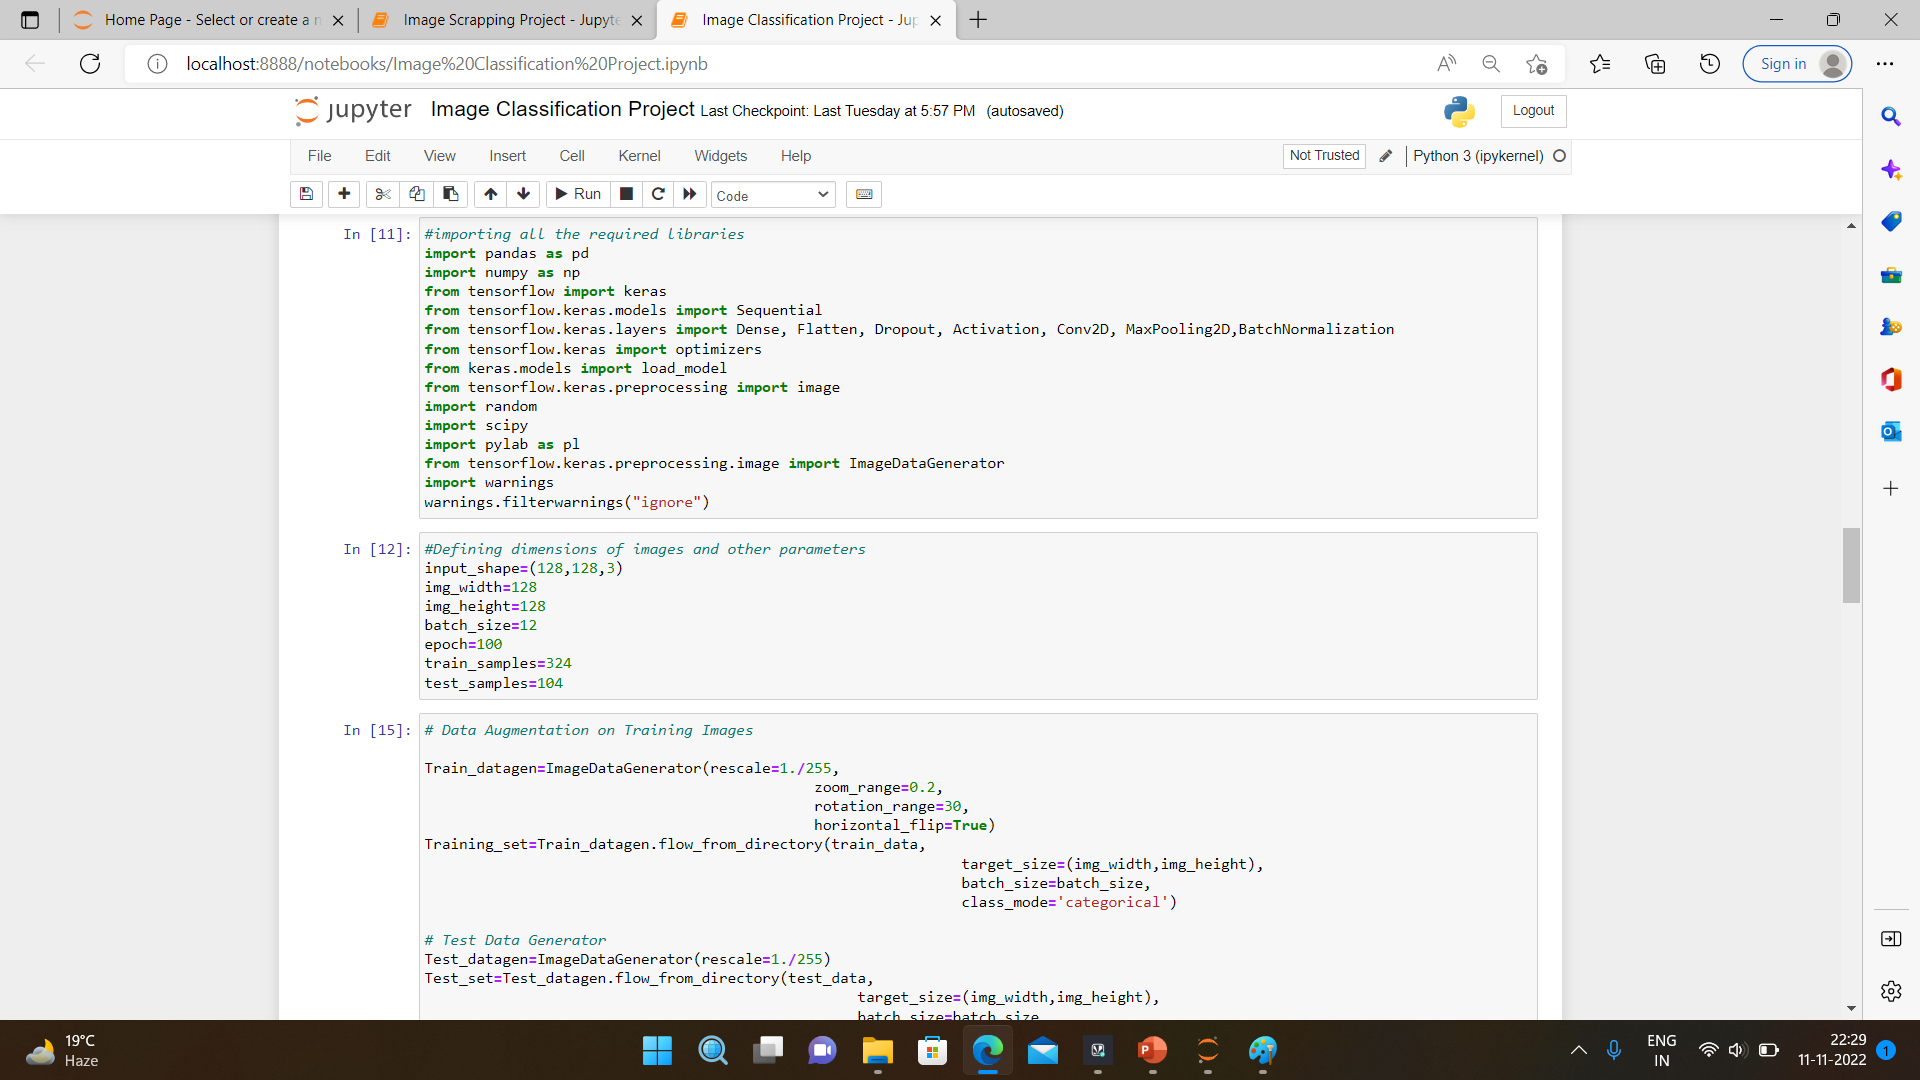 Home Page - Select or create a n
Image Scrapping Project - Jupyte
Image Classification Project - Jup
localhost:8888/notebooks/Image%20Classification%20Project.ipynb
Sign in
jupyter Image Classification Project Last Checkpoint: Last Tuesday at 5:57 PM (autosaved)
Logout
File Edit View Insert Cell Kernel Widgets Help
Not Trusted
Python 3 (ipykernel)
Run
Code
In [11]: #importing all the required libraries
import pandas as pd
import numpy as np
from tensorflow import keras
from tensorflow.keras.models import Sequential
from tensorflow.keras.layers import Dense, Flatten, Dropout, Activation, Conv2D, MaxPooling2D,BatchNormalization
from tensorflow.keras import optimizers
from keras.models import load_model
from tensorflow.keras.preprocessing import image
import random
import scipy
import pylab as pl
from tensorflow.keras.preprocessing.image import ImageDataGenerator
import warnings
warnings.filterwarnings("ignore")
In [12]: #Defining dimensions of images and other parameters
input_shape=(128,128,3)
img_width=128
img_height=128
batch_size=12
epoch=100
train_samples=324
test_samples=104
In [15]: # Data Augmentation on Training Images
Train_datagen=ImageDataGenerator(rescale=1./255,
zoom_range=0.2,
rotation_range=30,
horizontal_flip=True)
Training_set=Train_datagen.flow_from_directory(train_data,
target_size=(img_width,img_height),
batch_size=batch_size,
class_mode='categorical')
# Test Data Generator
Test_datagen=ImageDataGenerator(rescale=1./255)
Test_set=Test_datagen.flow_from_directory(test_data,
target_size=(img_width,img_height),
batch_size=batch_size
19°C
Haze
ENG
IN
22:29
11-11-2022
1